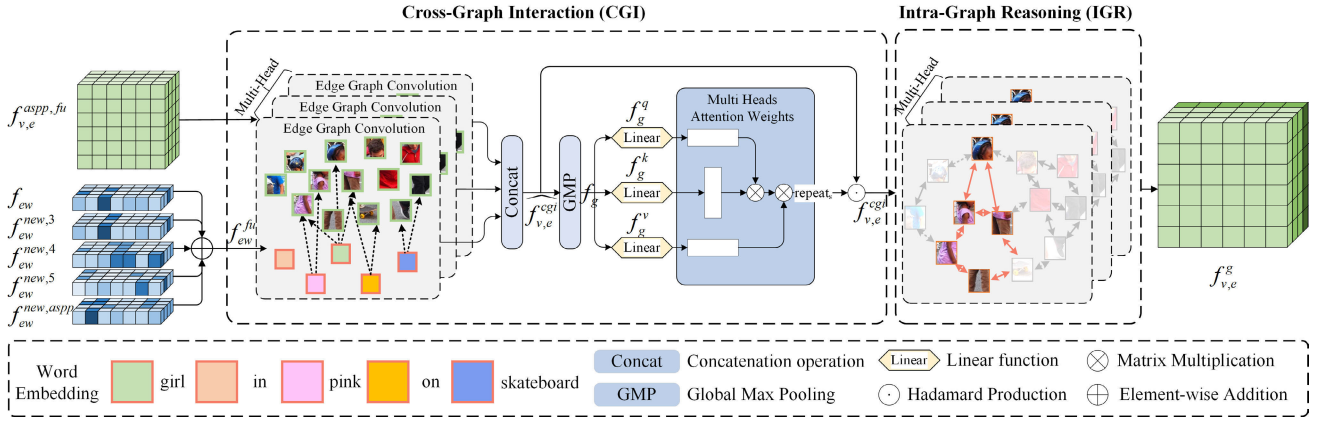 Cross-Graph Interaction (CGI)
Intra-Graph Reasoning (IGR)
f_{v,e}^{aspp,fu}
f_{ew}
f_{ew}^{new,3}
f_{ew}^{new,4}
f_{ew}^{new,5}
f_{ew}^{new,aspp}
f_{ew}^{fu}
Multi-Head
Edge Graph Convolution
Edge Graph Convolution
Edge Graph Convolution
Concat
f_{v,e}^{cgi}
GMP
f_g
f_g^q
Linear
f_g^k
Linear
f_g^v
Linear
Multi Heads
Attention Weights
repeat
f_{v,e}^{cgi}
Multi-Head
f_{v,e}^g
Word
Embedding
girl in pink on skateboard
Concat Concatenation operation
Linear Linear function
Matrix Multiplication
GMP Global Max Pooling
Hadamard Production
Element-wise Addition